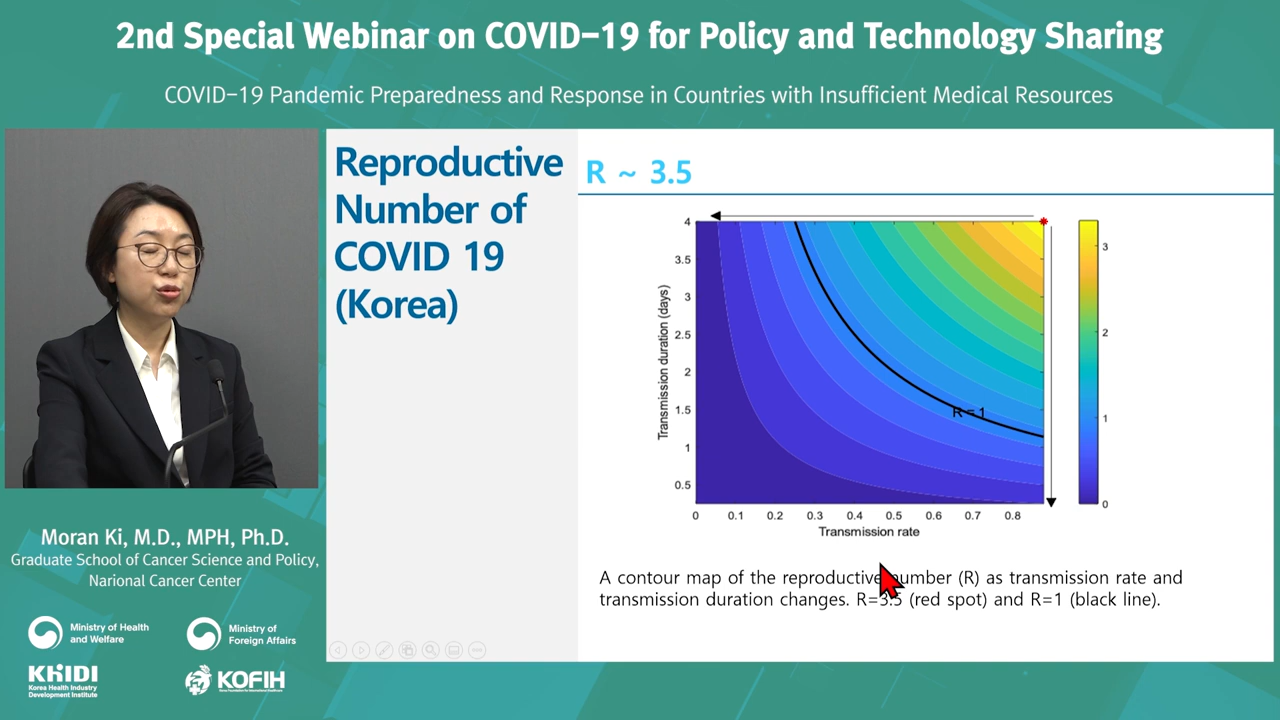 2nd Special Webinar on COVID-19 for Policy and Technology Sharing
COVID-19 Pandemic Preparedness and Response in Countries with Insufficient Medical Resources
Reproductive
Number of
COVID 19
(Korea)
R ~ 3.5
4
3.5
3
2.5
2
1.5
1
0.5
Transmission duration (days)
R = 1
0 0.1 0.2 0.3 0.4 0.5 0.6 0.7 0.8
Transmission rate
3
2
1
0
A contour map of the reproductive number (R) as transmission rate and
transmission duration changes. R=3.5 (red spot) and R=1 (black line).
Moran Ki, M.D., MPH, Ph.D.
Graduate School of Cancer Science and Policy,
Narional Cancer Center
Ministry of Health
and Welfare
Ministry of
Foreign Affairs
KHIDI
Korea Health Industry
Development Institute
KOFIH